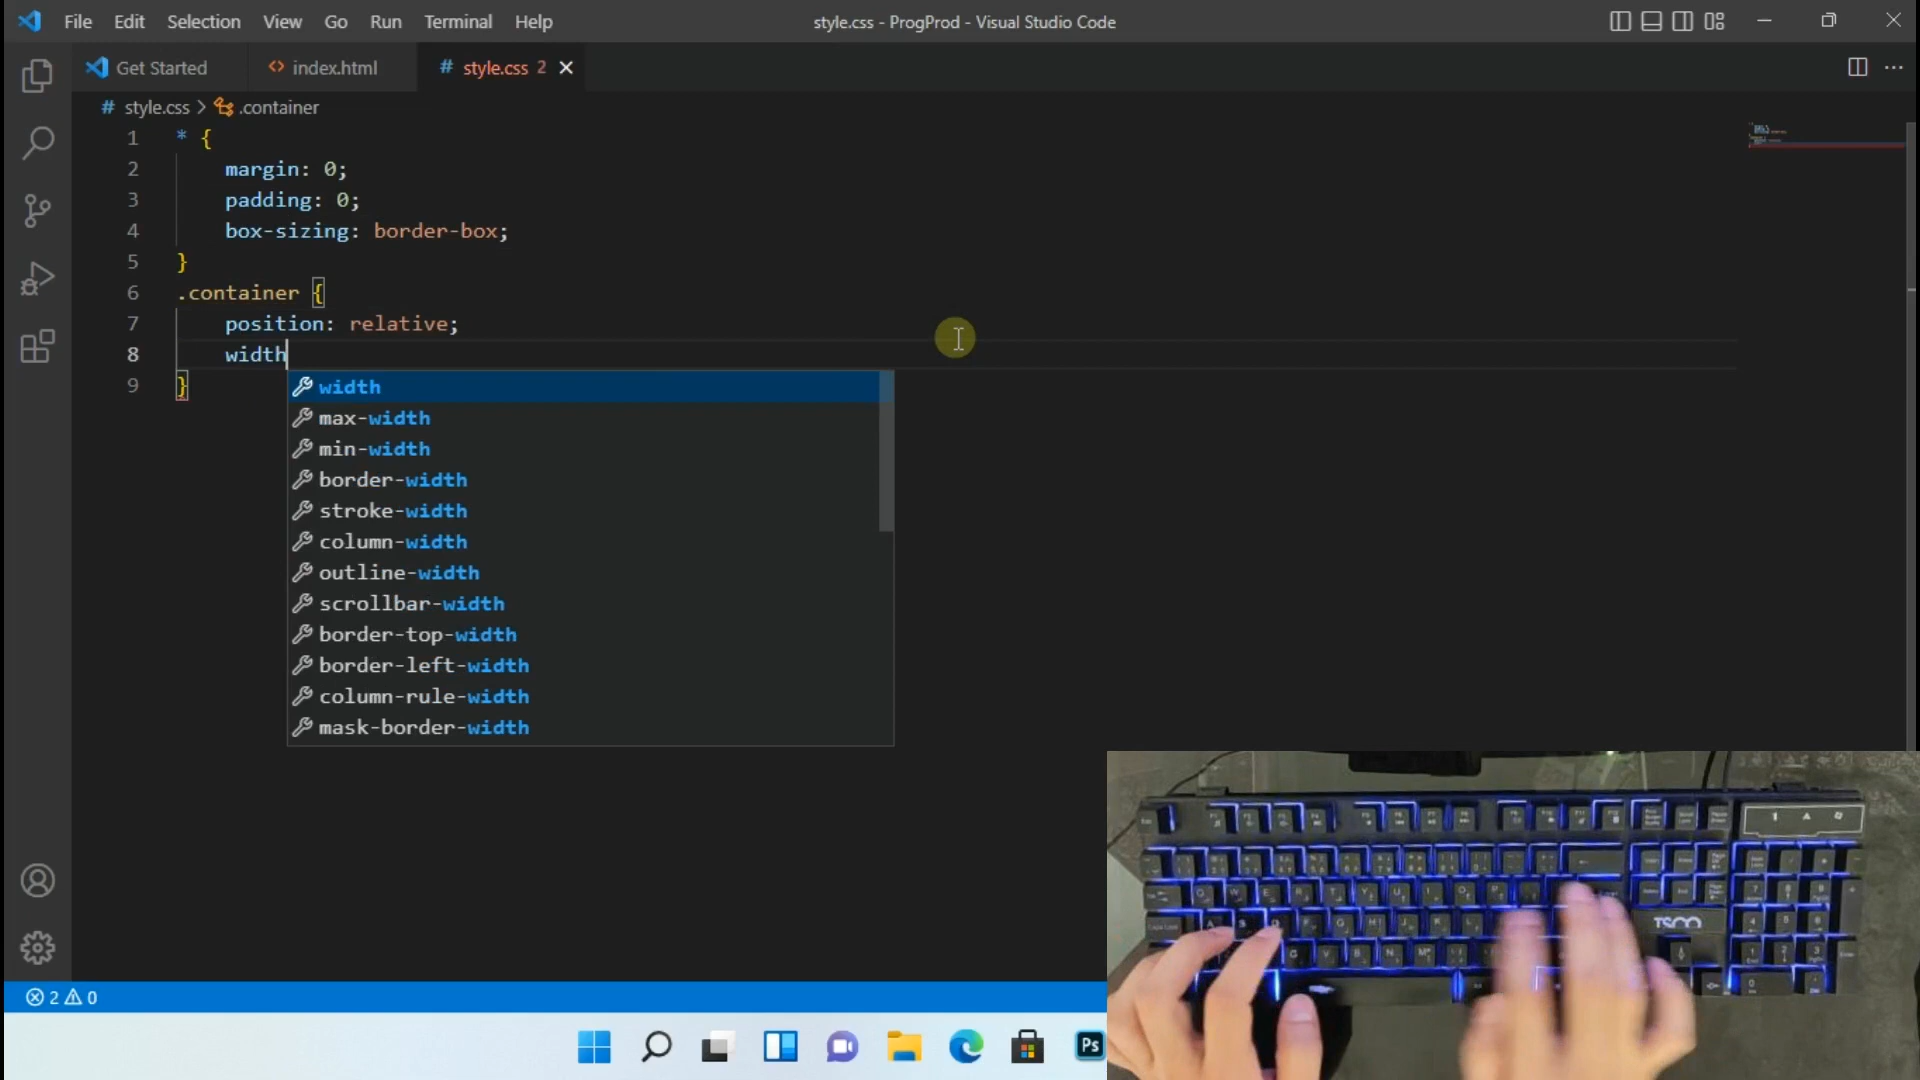 File Edit Selection View Go Run Terminal Help
style.css - ProgProd - Visual Studio Code
Get Started index.html # style.css 2
# style.css > .container
1 * {
2 margin: 0;
3 padding: 0;
4 box-sizing: border-box;
5 }
6 .container {
7 position: relative;
8 width
9 }
width
max-width
min-width
border-width
stroke-width
column-width
outline-width
scrollbar-width
border-top-width
border-left-width
column-rule-width
mask-border-width
2 0
Ps
TSCO